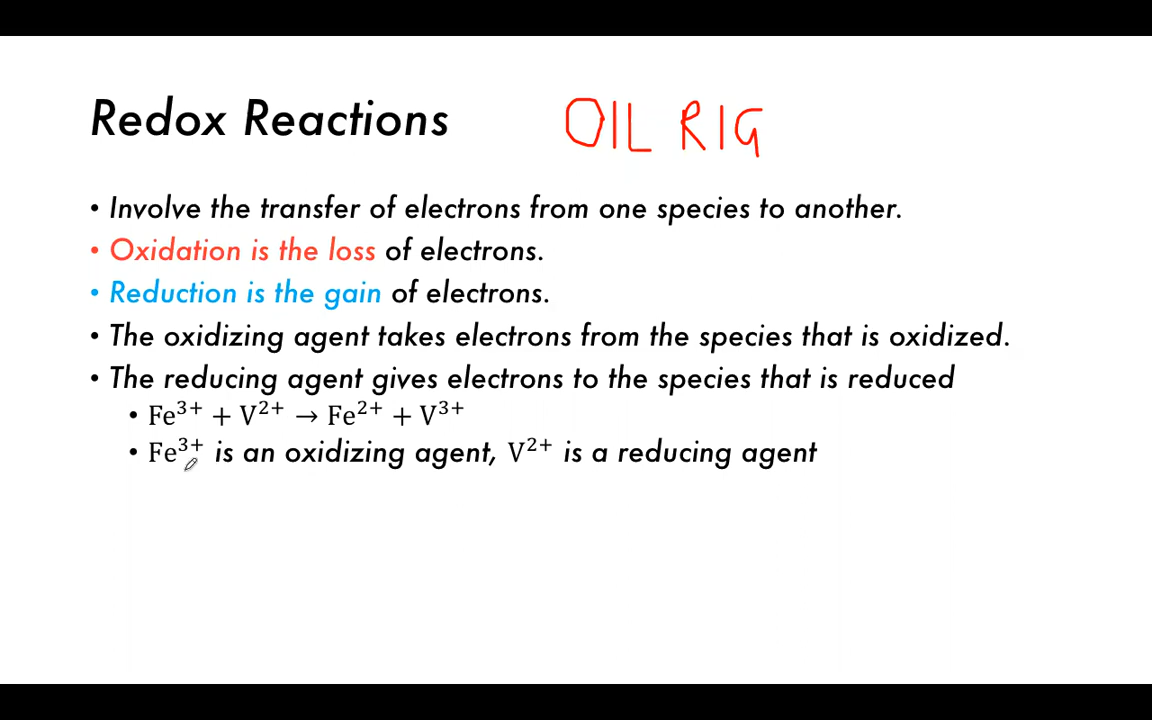 Redox Reactions OIL RIG
• Involve the transfer of electrons from one species to another.
• Oxidation is the loss of electrons.
• Reduction is the gain of electrons.
• The oxidizing agent takes electrons from the species that is oxidized.
• The reducing agent gives electrons to the species that is reduced
• Fe³⁺ + V²⁺ → Fe²⁺ + V³⁺
• Fe³⁺ is an oxidizing agent, V²⁺ is a reducing agent